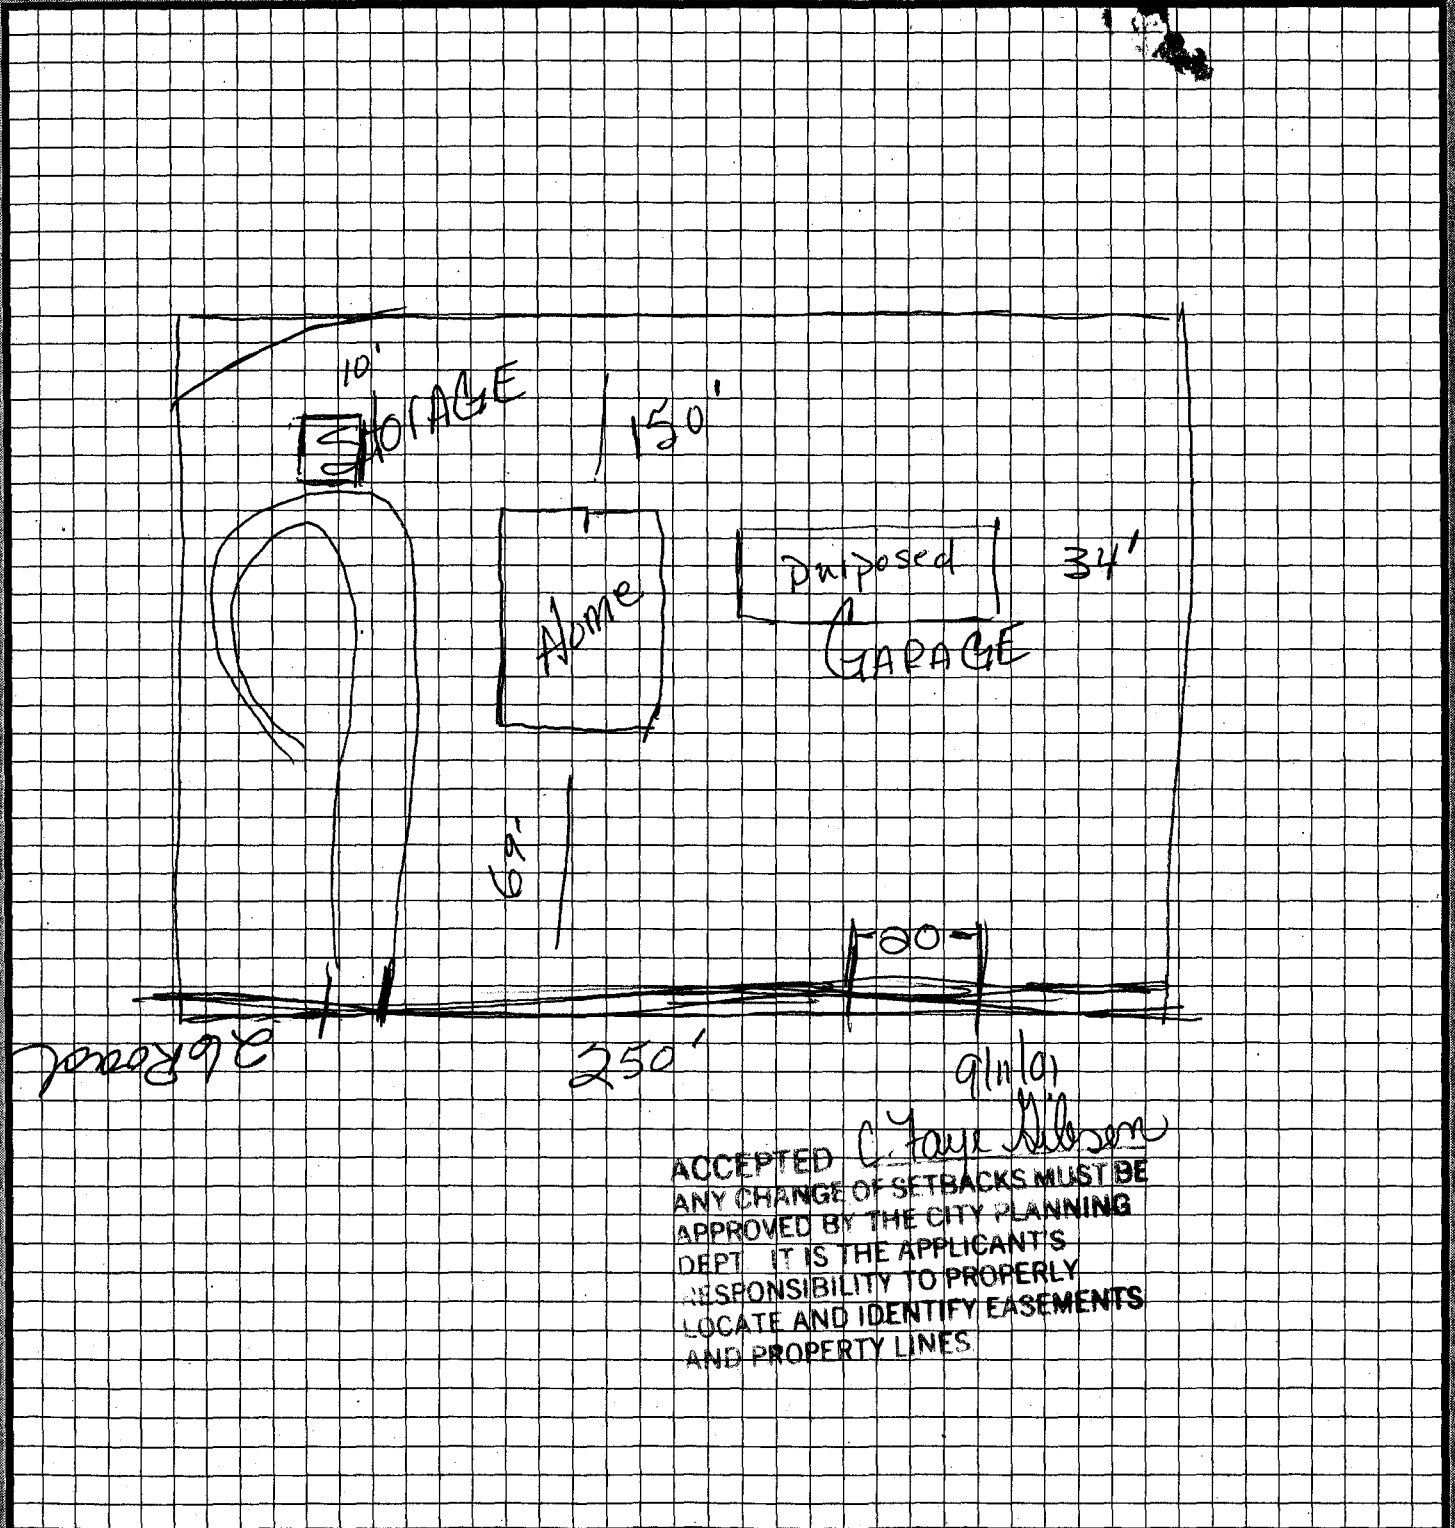 10'
STORAGE
150'
Home
Purposed
GARAGE
34'
69'
20
26 Road
250'
9/11/01
ACCEPTED C. Faye Gibson
ANY CHANGE OF SETBACKS MUST BE
APPROVED BY THE CITY PLANNING
DEPT. IT IS THE APPLICANT'S
RESPONSIBILITY TO PROPERLY
LOCATE AND IDENTIFY EASEMENTS
AND PROPERTY LINES